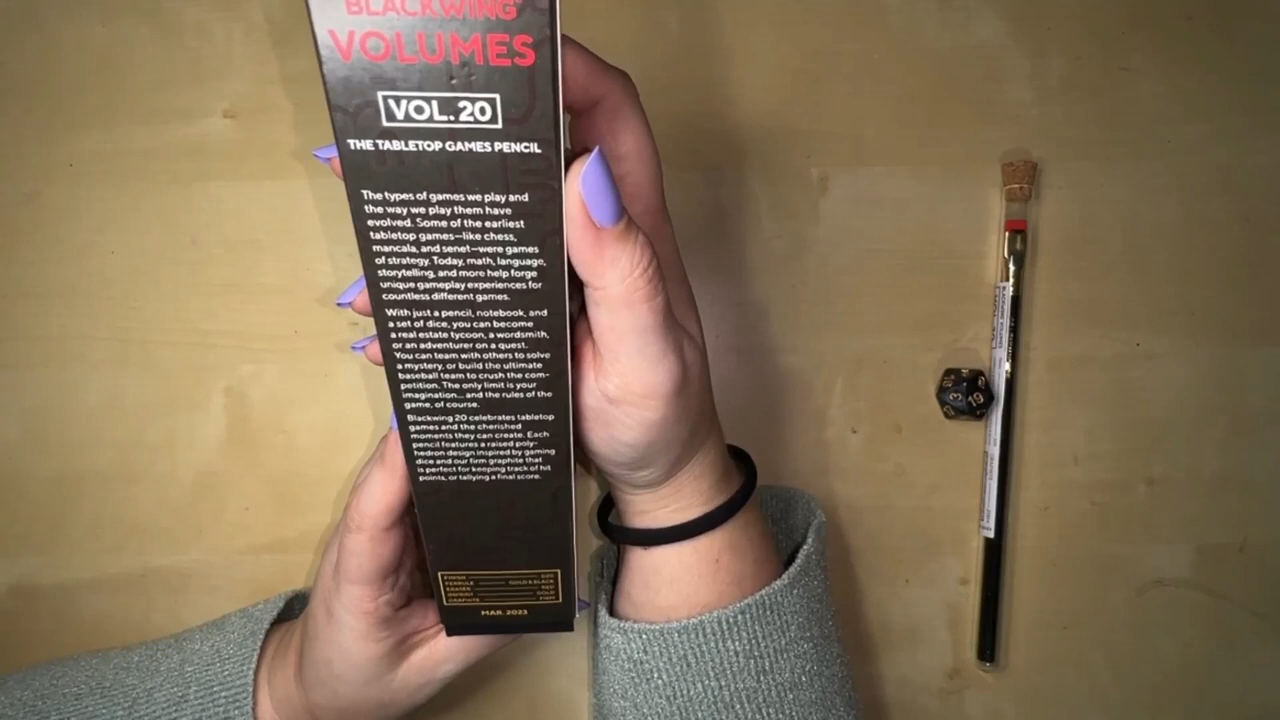 BLACKWING
VOLUMES
VOL. 20
THE TABLETOP GAMES PENCIL
The types of games we play and
the way we play them have
evolved. Some of the earliest
tabletop games—like chess,
mancala, and senet—were games
of strategy. Today, math, language,
storytelling, and more help forge
unique gameplay experiences for
countless different games.
With just a pencil, notebook, and
a set of dice, you can become
a real estate tycoon, a wordsmith,
or an adventurer on a quest.
You can team with others to solve
a mystery, or build the ultimate
baseball team to crush the com-
petition. The only limit is your
imagination... and the rules of the
game, of course.
Blackwing 20 celebrates tabletop
games and the cherished
moments they can create. Each
pencil features a raised poly-
hedron design inspired by gaming
dice and our firm graphite that
is perfect for keeping track of hit
points, or tallying a final score.
FINISH D20
FERRULE GOLD & BLACK
ERASER RED
IMPRINT GOLD
GRAPHITE FIRM
MAR. 2023
3
19